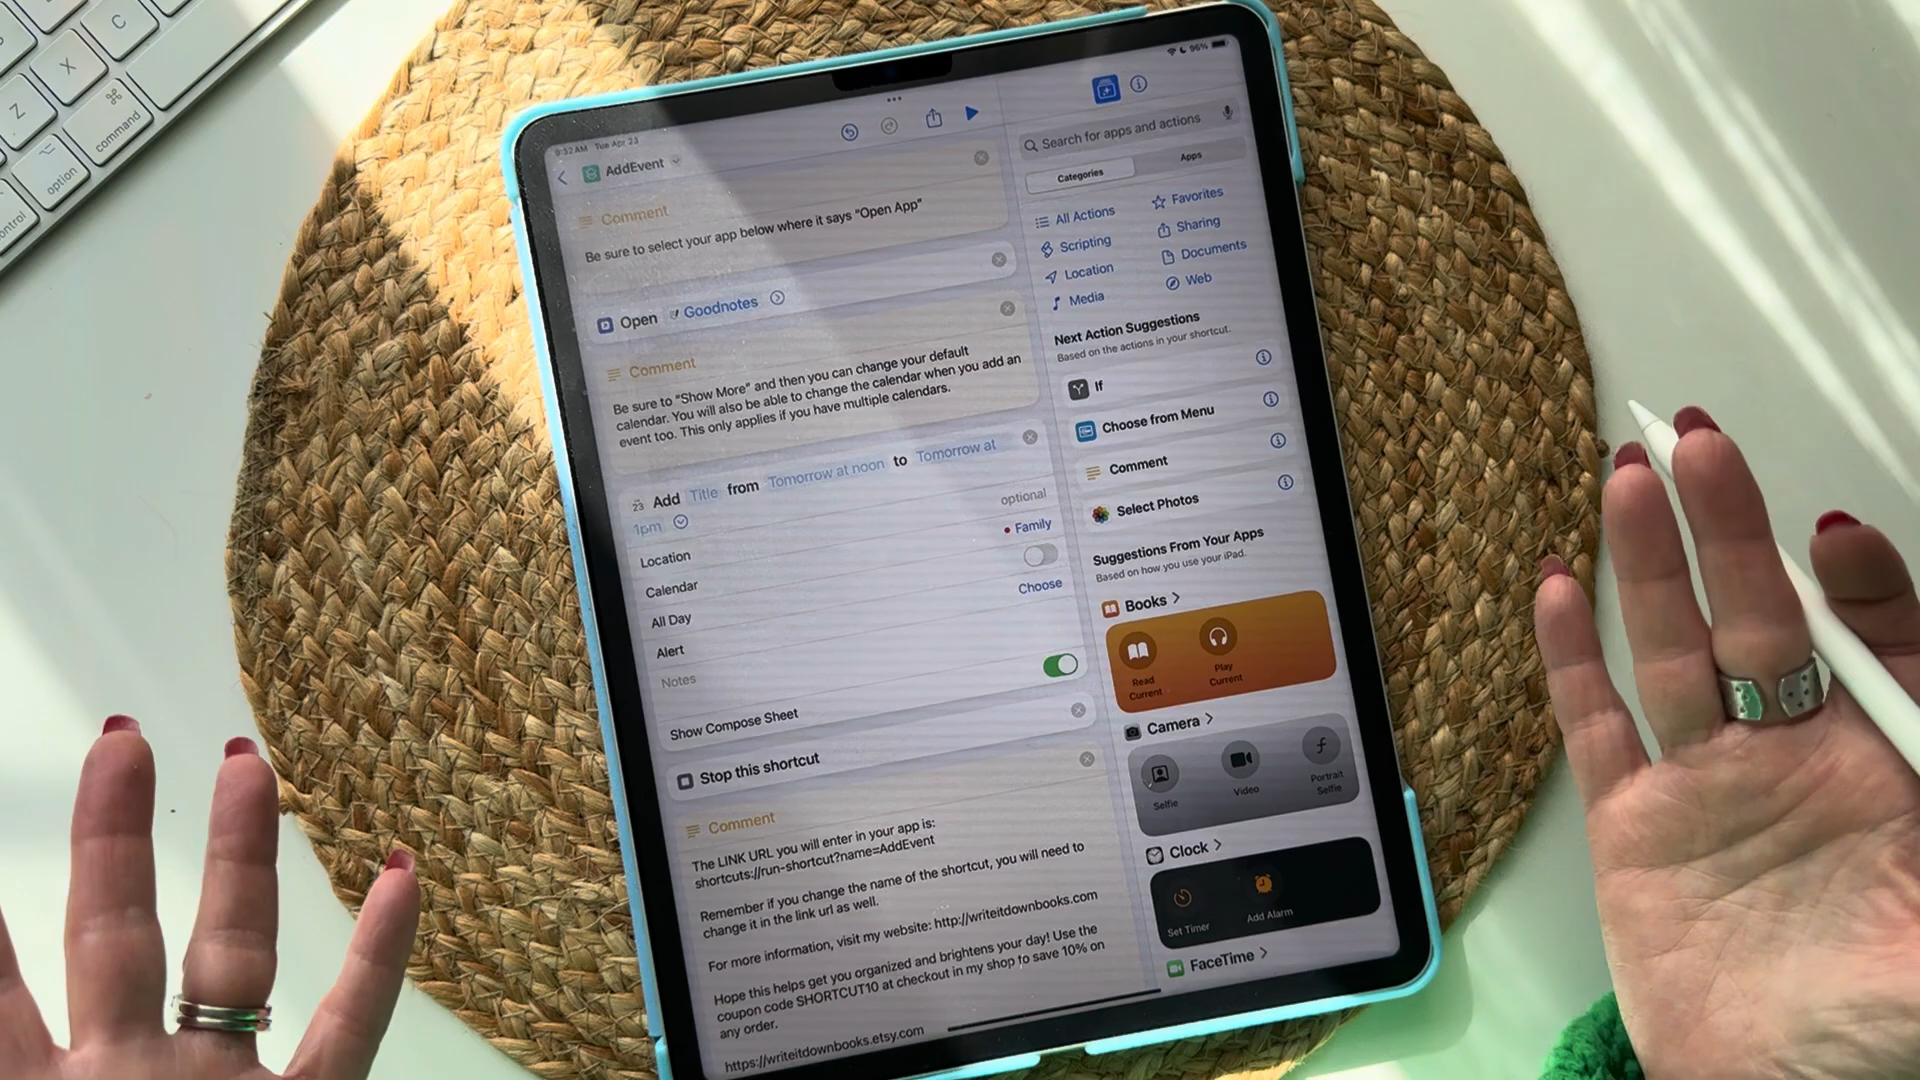 C
X
Z
⌘
command
⌥
option
control
9:32 AM Tue Apr 23
96%
AddEvent
Comment
Be sure to select your app below where it says "Open App"
Open Goodnotes
Comment
Be sure to "Show More" and then you can change your default
calendar. You will also be able to change the calendar when you add an
event too. This only applies if you have multiple calendars.
23
Add Title from Tomorrow at noon to Tomorrow at
1pm
Location optional
Calendar Family
All Day
Alert Choose
Notes
Show Compose Sheet
Stop this shortcut
Comment
The LINK URL you will enter in your app is:
shortcuts://run-shortcut?name=AddEvent
Remember if you change the name of the shortcut, you will need to
change it in the link url as well.
For more information, visit my website: http://writeitdownbooks.com
Hope this helps get you organized and brightens your day! Use the
coupon code SHORTCUT10 at checkout in my shop to save 10% on
any order.
https://writeitdownbooks.etsy.com
Search for apps and actions
Categories
Apps
All Actions
Favorites
Scripting
Sharing
Location
Documents
Media
Web
Next Action Suggestions
Based on the actions in your shortcut.
If
Choose from Menu
Comment
Select Photos
Suggestions From Your Apps
Based on how you use your iPad.
Books >
Read
Current
Play
Current
Camera >
Selfie
Video
Portrait
Selfie
Clock >
Set Timer
Add Alarm
FaceTime >